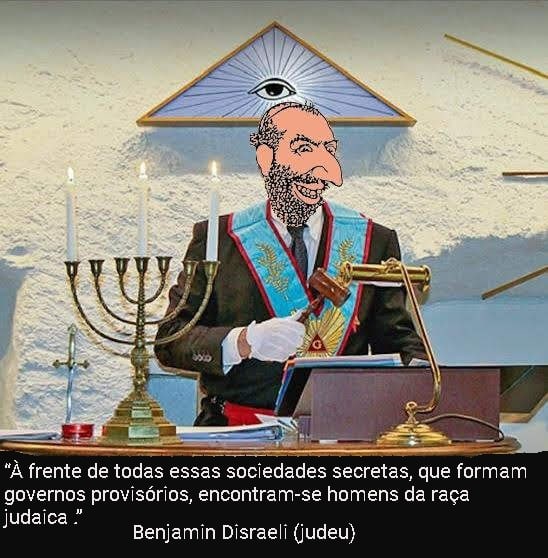 G
“À frente de todas essas sociedades secretas, que formam
governos provisórios, encontram-se homens da raça
judaica .”
Benjamin Disraeli (judeu)